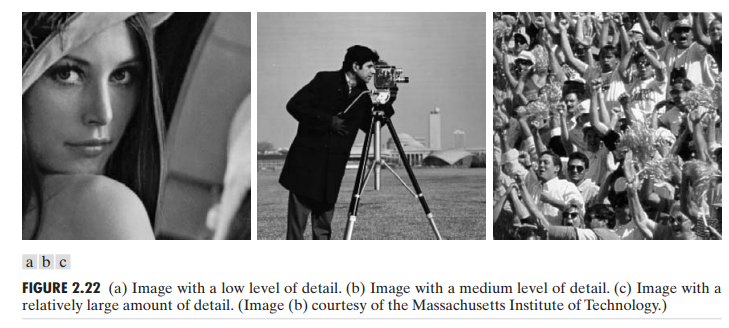 a b c
FIGURE 2.22 (a) Image with a low level of detail. (b) Image with a medium level of detail. (c) Image with a
relatively large amount of detail. (Image (b) courtesy of the Massachusetts Institute of Technology.)